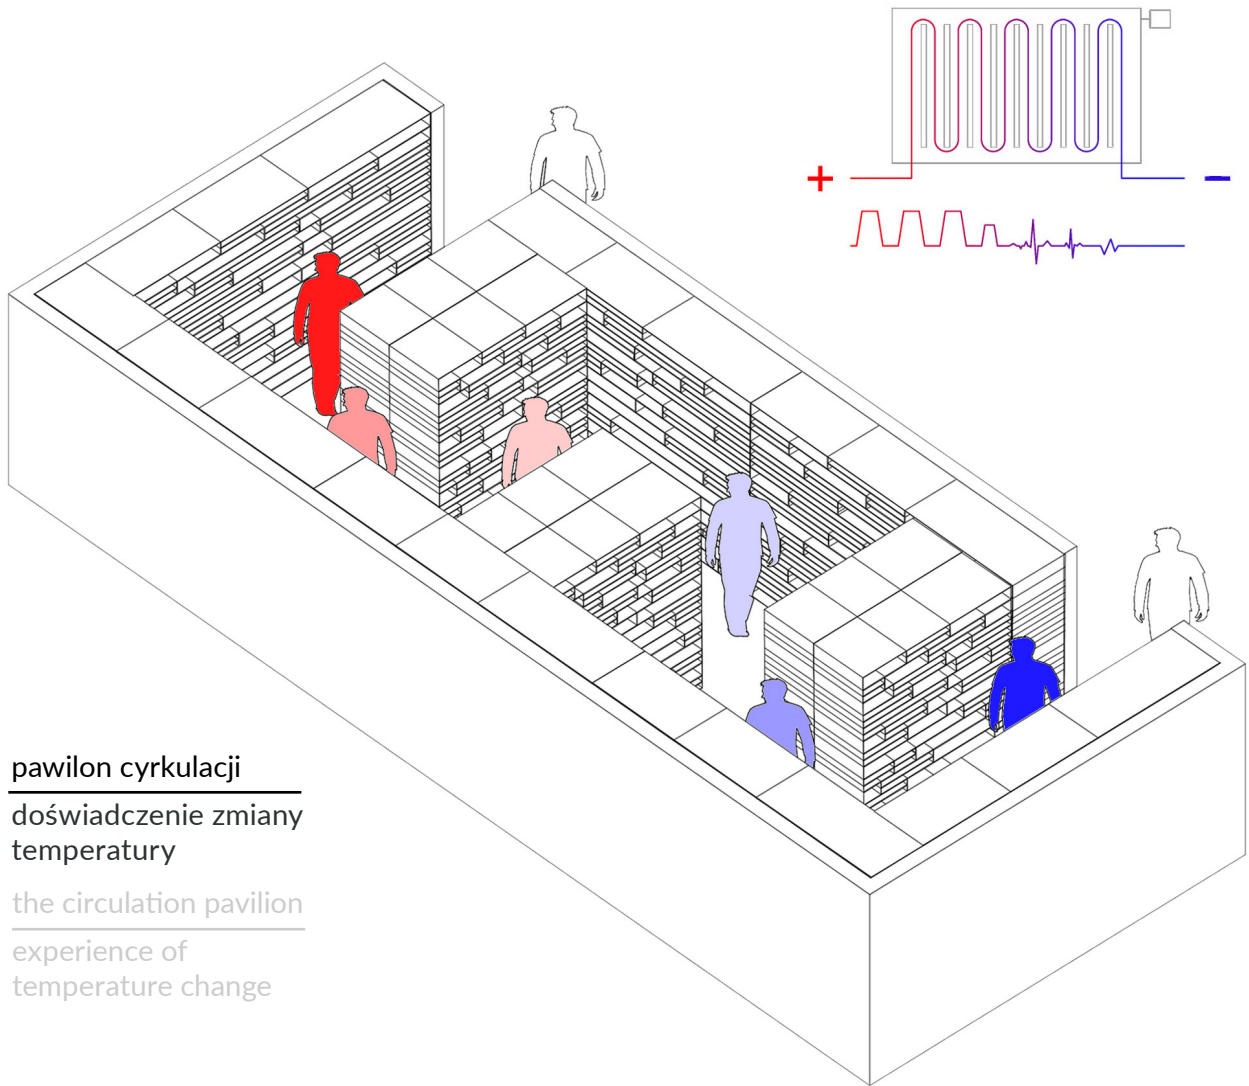 + −
pawilon cyrkulacji
doświadczenie zmiany
temperatury
the circulation pavilion
experience of
temperature change